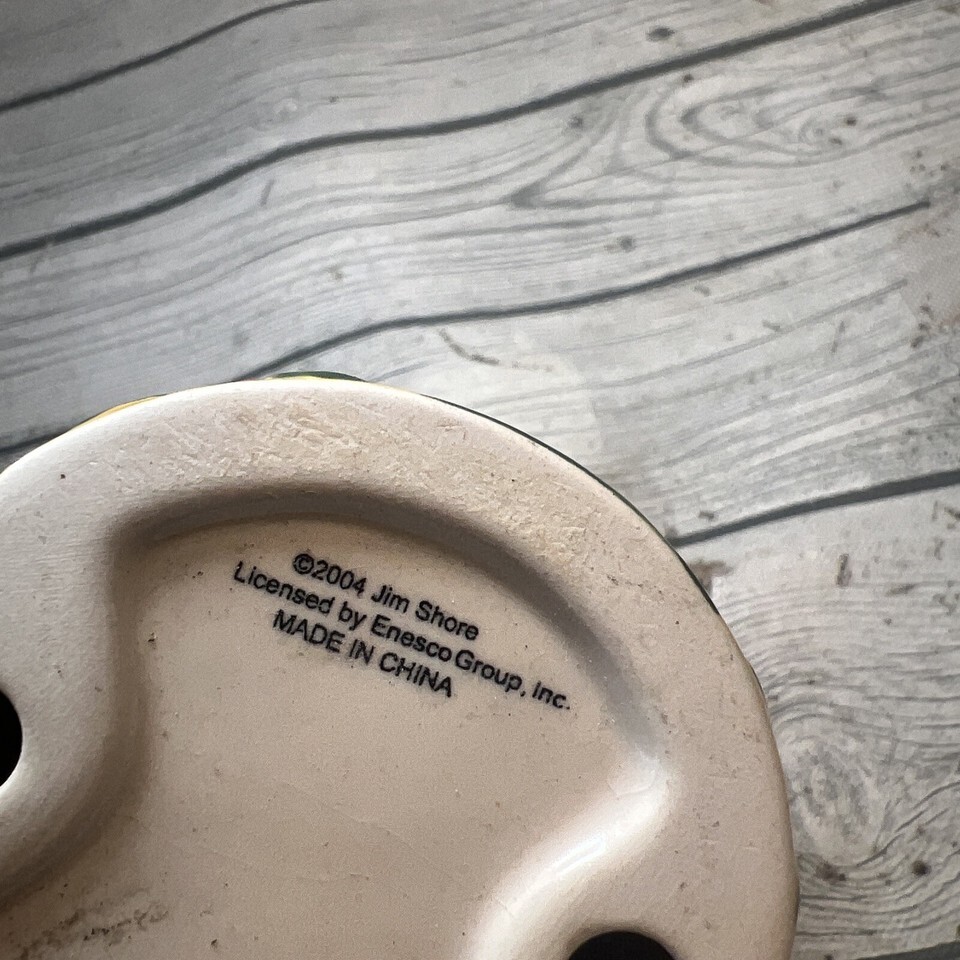 ©2004 Jim Shore
Licensed by Enesco Group, Inc.
MADE IN CHINA